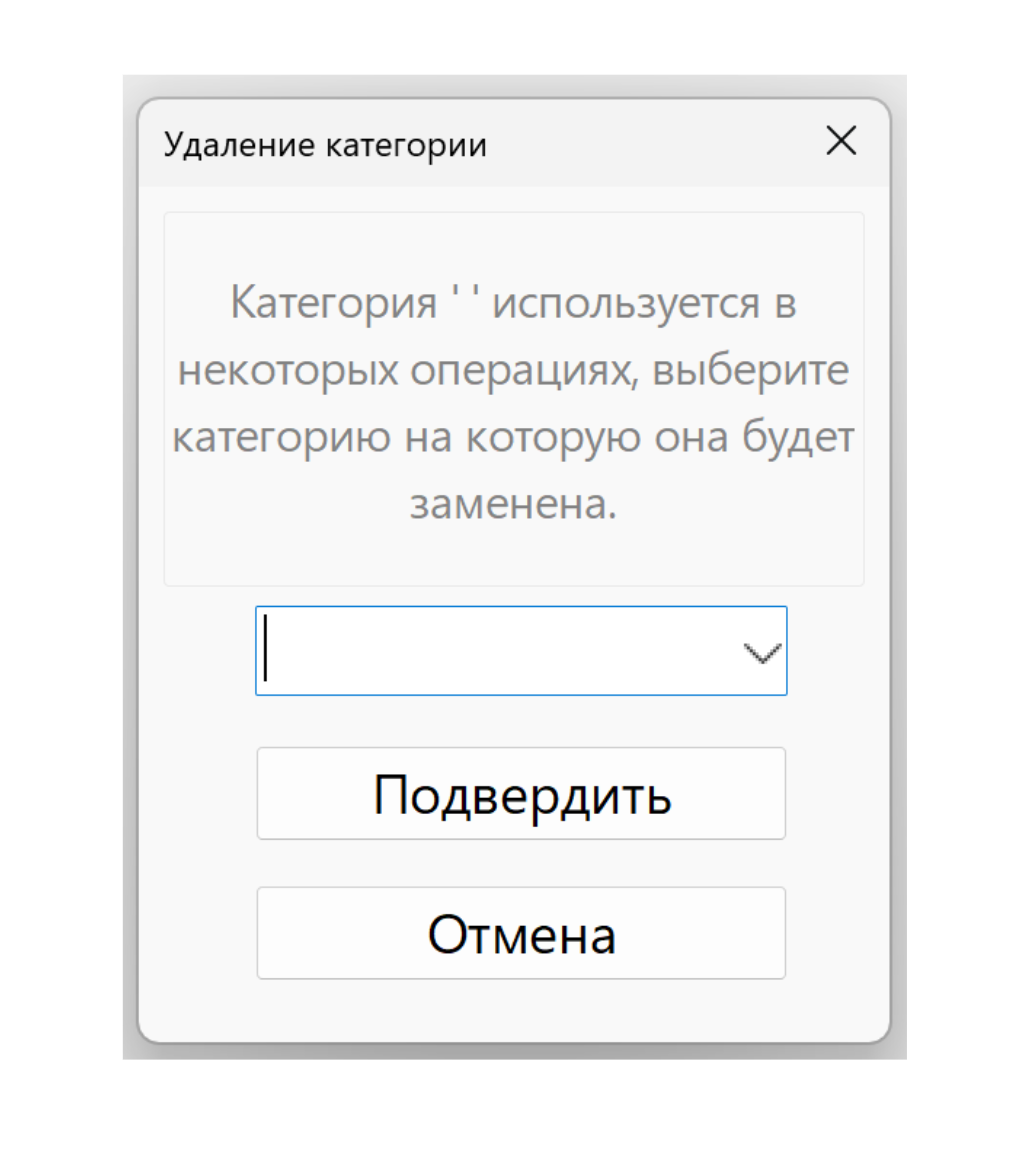 Удаление категории
Категория ' ' используется в
некоторых операциях, выберите
категорию на которую она будет
заменена.
Подвердить
Отмена